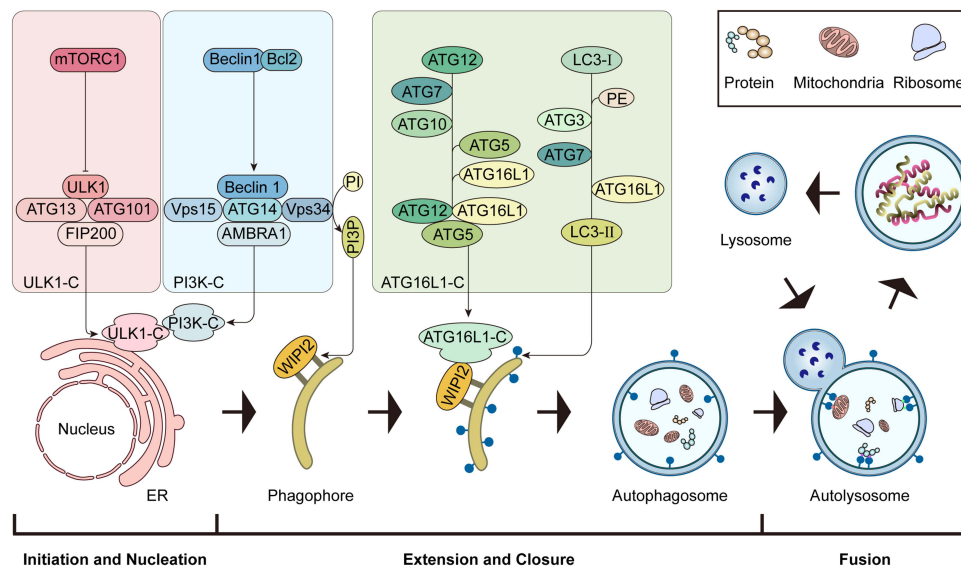 mTORC1
ULK1
ATG13
ATG101
FIP200
ULK1-C
Beclin1
Bcl2
Beclin 1
Vps15
ATG14
Vps34
AMBRA1
PI3K-C
PI
PI3P
ATG12
ATG7
ATG10
ATG5
ATG16L1
ATG12
ATG16L1
ATG5
ATG16L1-C
LC3-I
PE
ATG3
ATG7
ATG16L1
LC3-II
Protein
Mitochondria
Ribosome
Lysosome
ULK1-C
PI3K-C
Nucleus
ER
WIPI2
Phagophore
ATG16L1-C
WIPI2
Autophagosome
Autolysosome
Initiation and Nucleation
Extension and Closure
Fusion